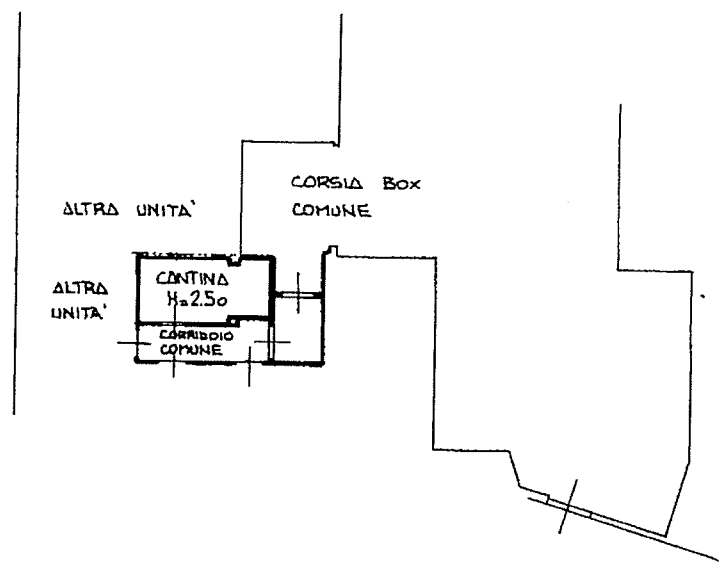 CORSIA BOX
COMUNE
ALTRA UNITA'
ALTRA
UNITA'
CANTINA
H=2.50
CORRIDOIO
COMUNE